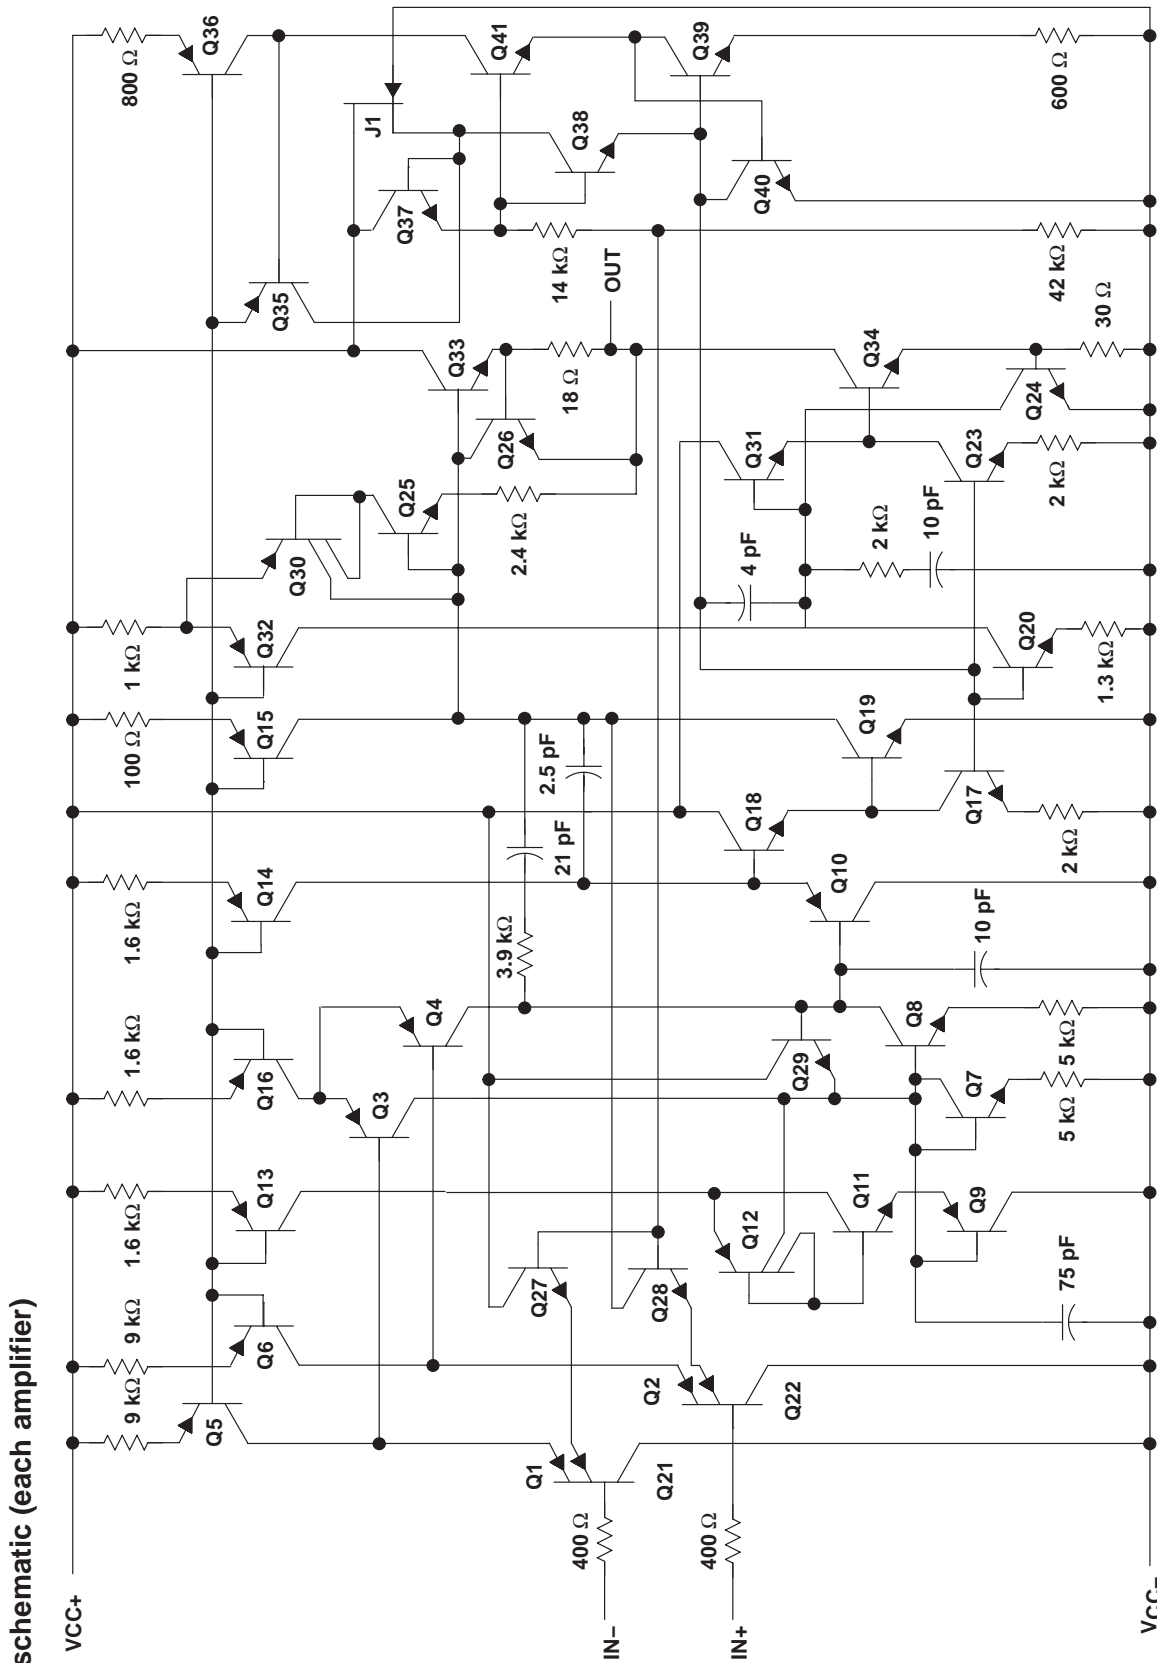 schematic (each amplifier)
VCC+
9 kΩ
9 kΩ
1.6 kΩ
1.6 kΩ
1.6 kΩ
100 Ω
1 kΩ
800 Ω
Q5
Q6
Q13
Q16
Q14
Q15
Q32
Q30
Q35
Q36
Q3
Q4
Q25
Q26
Q33
Q37
J1
Q41
2.4 kΩ
18 Ω
OUT
14 kΩ
Q38
IN−
400 Ω
Q1
Q21
Q27
Q28
3.9 kΩ
21 pF
2.5 pF
IN+
400 Ω
Q2
Q22
Q12
Q11
Q29
Q10
Q18
Q19
4 pF
Q31
Q34
Q40
Q39
2 kΩ
10 pF
Q9
Q7
Q8
10 pF
Q17
Q20
Q23
Q24
75 pF
5 kΩ
5 kΩ
2 kΩ
1.3 kΩ
2 kΩ
30 Ω
42 kΩ
600 Ω
VCC−